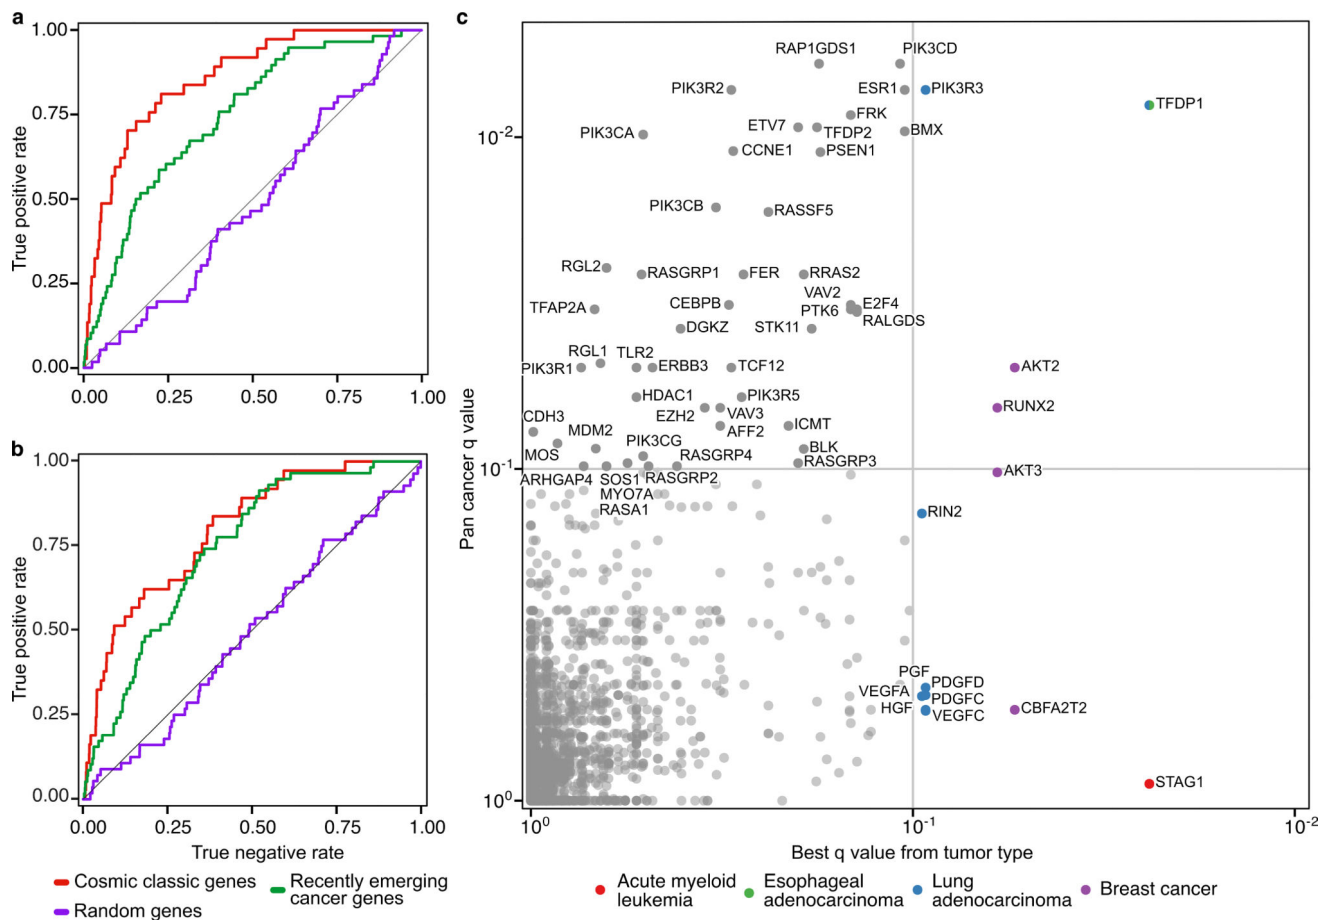 a
True positive rate
1.00
0.75
0.50
0.25
0.00
0.00
0.25
0.50
0.75
1.00
b
True positive rate
1.00
0.75
0.50
0.25
0.00
0.00
0.25
0.50
0.75
1.00
True negative rate
Cosmic classic genes
Recently emerging
cancer genes
Random genes
c
Pan cancer q value
10-2
10-1
100
RAP1GDS1
PIK3CD
PIK3R2
ESR1
PIK3R3
TFDP1
FRK
ETV7
TFDP2
BMX
PIK3CA
CCNE1
PSEN1
PIK3CB
RASSF5
RGL2
RASGRP1
FER
RRAS2
VAV2
TFAP2A
CEBPB
PTK6
E2F4
RALGDS
DGKZ
STK11
RGL1
TLR2
PIK3R1
ERBB3
TCF12
AKT2
HDAC1
PIK3R5
EZH2
VAV3
RUNX2
CDH3
AFF2
ICMT
MDM2
PIK3CG
MOS
RASGRP4
BLK
RASGRP3
ARHGAP4
SOS1
RASGRP2
AKT3
MYO7A
RASA1
RIN2
PGF
PDGFD
VEGFA
PDGFC
HGF
VEGFC
CBFA2T2
STAG1
100
10-1
10-2
Best q value from tumor type
Acute myeloid
leukemia
Esophageal
adenocarcinoma
Lung
adenocarcinoma
Breast cancer